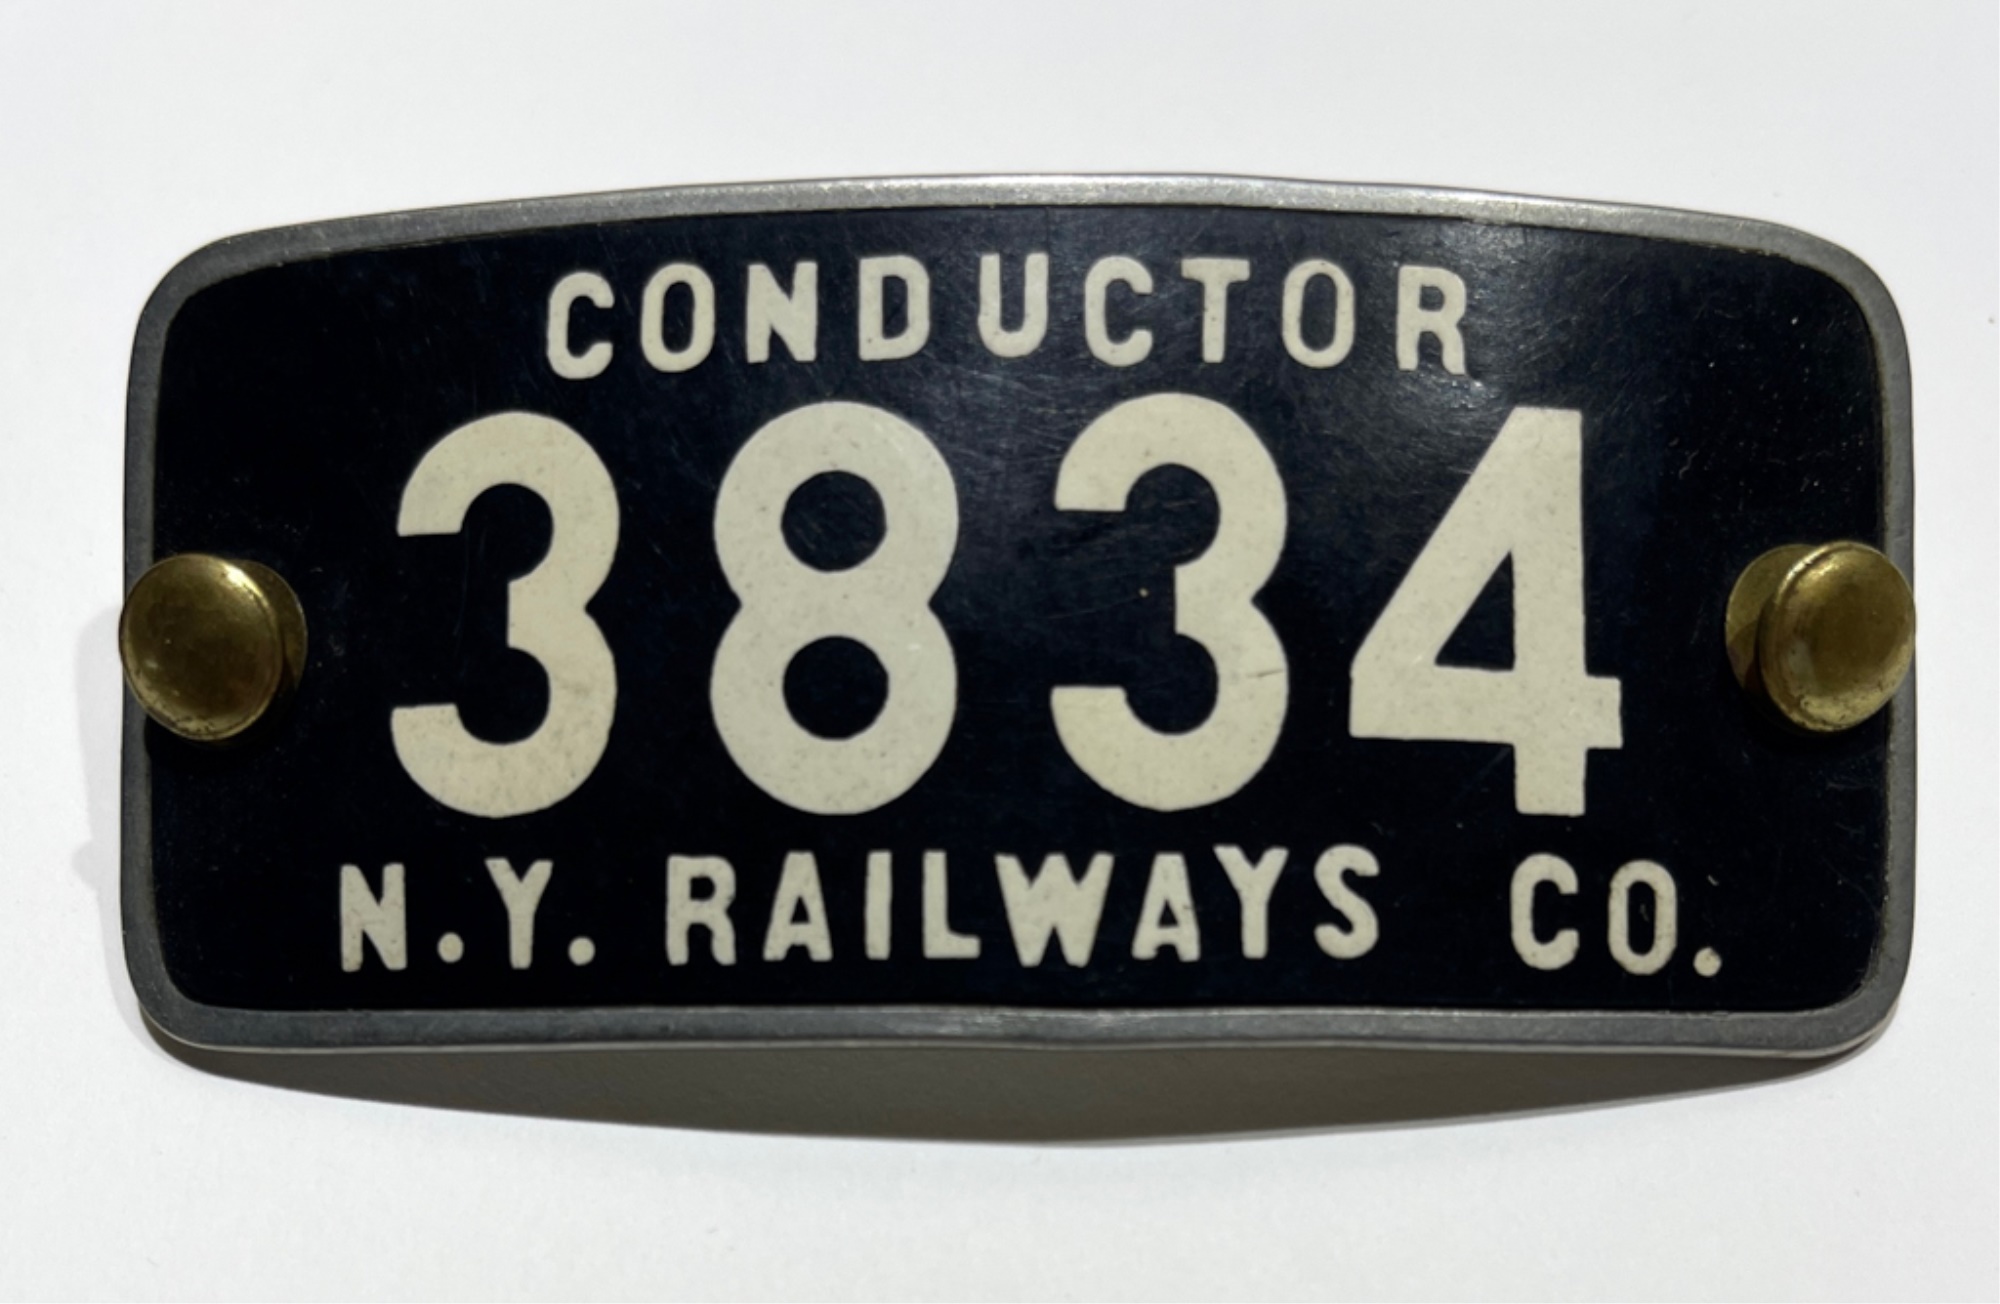 CONDUCTOR
3834
N.Y. RAILWAYS CO.